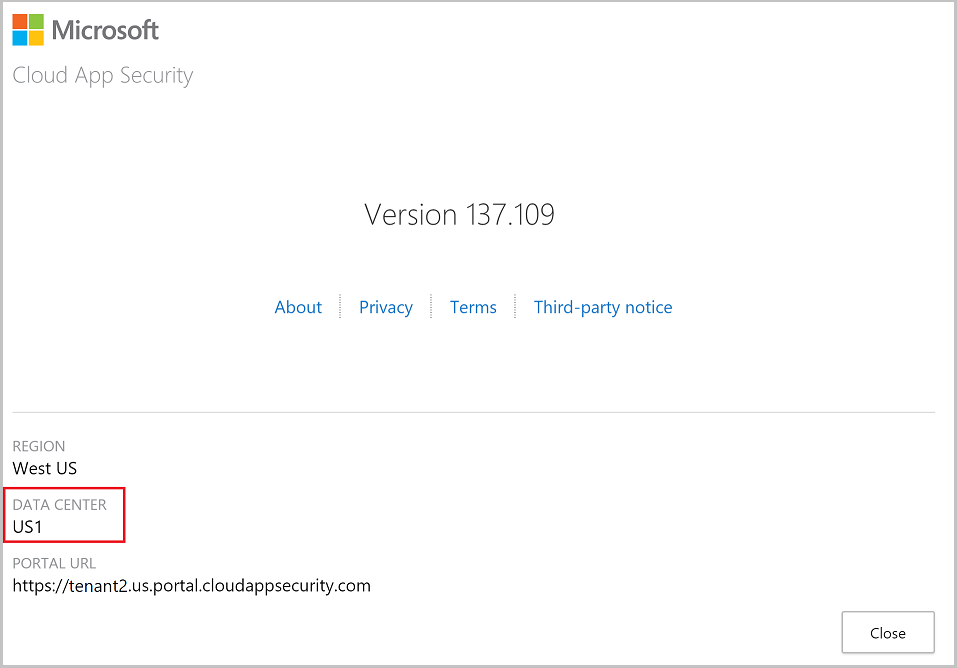 Microsoft
Cloud App Security
Version 137.109
About Privacy Terms Third-party notice
REGION
West US
DATA CENTER
US1
PORTAL URL
https://tenant2.us.portal.cloudappsecurity.com
Close